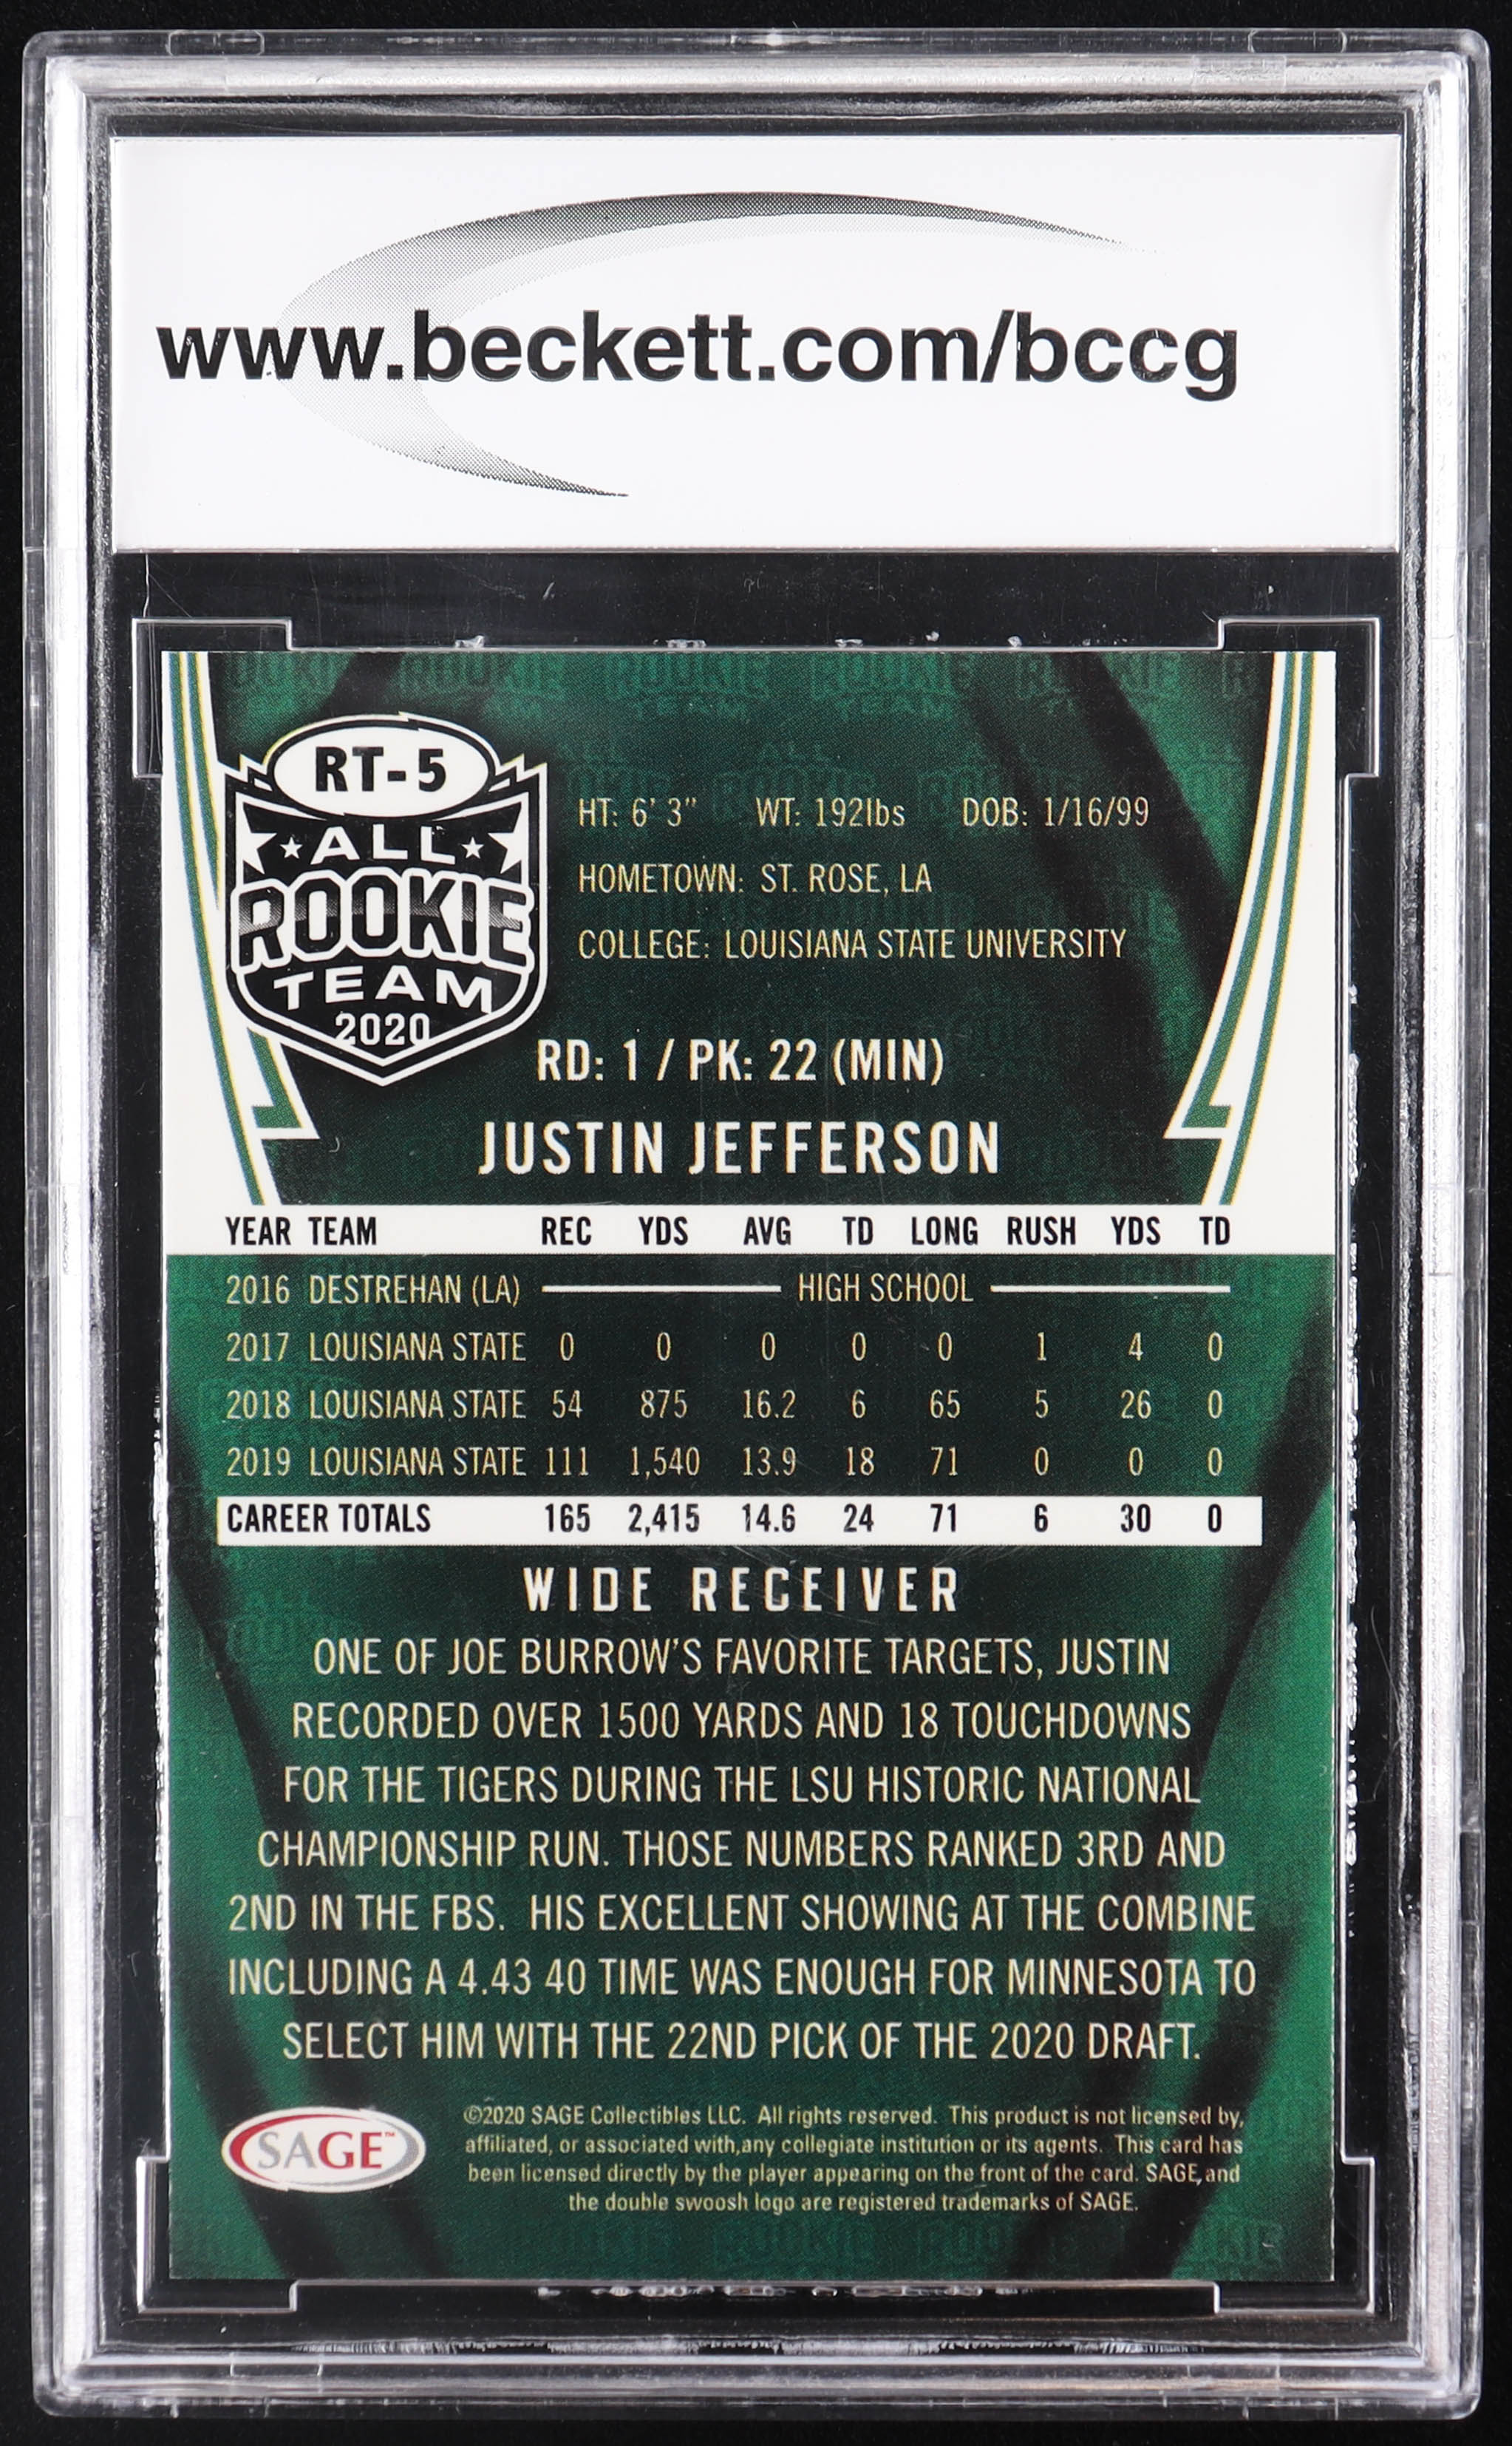 www.beckett.com/bccg
RT-5
ALL
ROOKIE
TEAM
2020
HT: 6' 3" WT: 192lbs DOB: 1/16/99
HOMETOWN: ST. ROSE, LA
COLLEGE: LOUISIANA STATE UNIVERSITY
RD: 1 / PK: 22 (MIN)
JUSTIN JEFFERSON
YEAR TEAM REC YDS AVG TD LONG RUSH YDS TD
2016 DESTREHAN (LA) HIGH SCHOOL
2017 LOUISIANA STATE 0 0 0 0 0 1 4 0
2018 LOUISIANA STATE 54 875 16.2 6 65 5 26 0
2019 LOUISIANA STATE 111 1,540 13.9 18 71 0 0 0
CAREER TOTALS 165 2,415 14.6 24 71 6 30 0
WIDE RECEIVER
ONE OF JOE BURROW'S FAVORITE TARGETS, JUSTIN
RECORDED OVER 1500 YARDS AND 18 TOUCHDOWNS
FOR THE TIGERS DURING THE LSU HISTORIC NATIONAL
CHAMPIONSHIP RUN. THOSE NUMBERS RANKED 3RD AND
2ND IN THE FBS. HIS EXCELLENT SHOWING AT THE COMBINE
INCLUDING A 4.43 40 TIME WAS ENOUGH FOR MINNESOTA TO
SELECT HIM WITH THE 22ND PICK OF THE 2020 DRAFT.
SAGE™
©2020 SAGE Collectibles LLC. All rights reserved. This product is not licensed by,
affiliated, or associated with,any collegiate institution or its agents. This card has
been licensed directly by the player appearing on the front of the card. SAGE,and
the double swoosh logo are registered trademarks of SAGE.